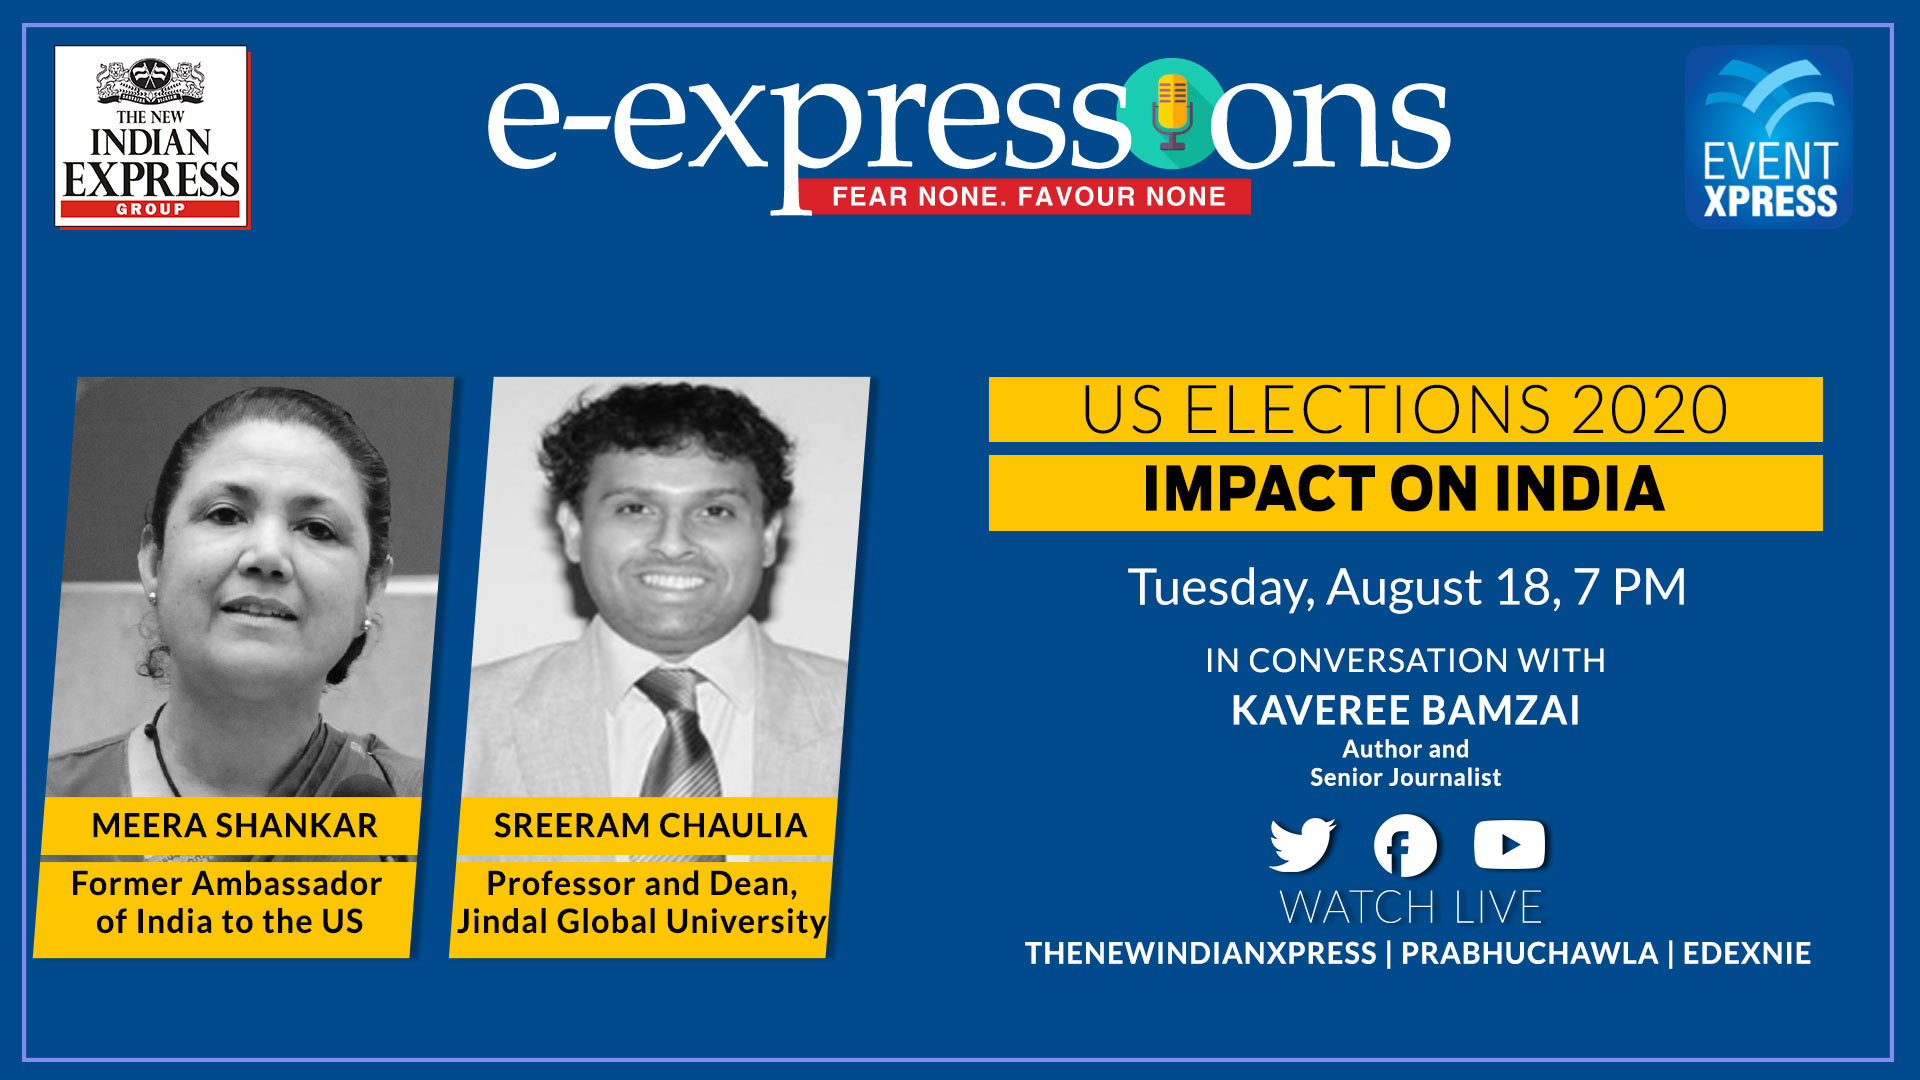 THE NEW
INDIAN
EXPRESS
GROUP
e-expressions
FEAR NONE. FAVOUR NONE
EVENT
XPRESS
US ELECTIONS 2020
IMPACT ON INDIA
Tuesday, August 18, 7 PM
IN CONVERSATION WITH
KAVEREE BAMZAI
Author and
Senior Journalist
WATCH LIVE
THENEWINDIANXPRESS | PRABHUCHAWLA | EDEXNIE
MEERA SHANKAR
Former Ambassador
of India to the US
SREERAM CHAULIA
Professor and Dean,
Jindal Global University